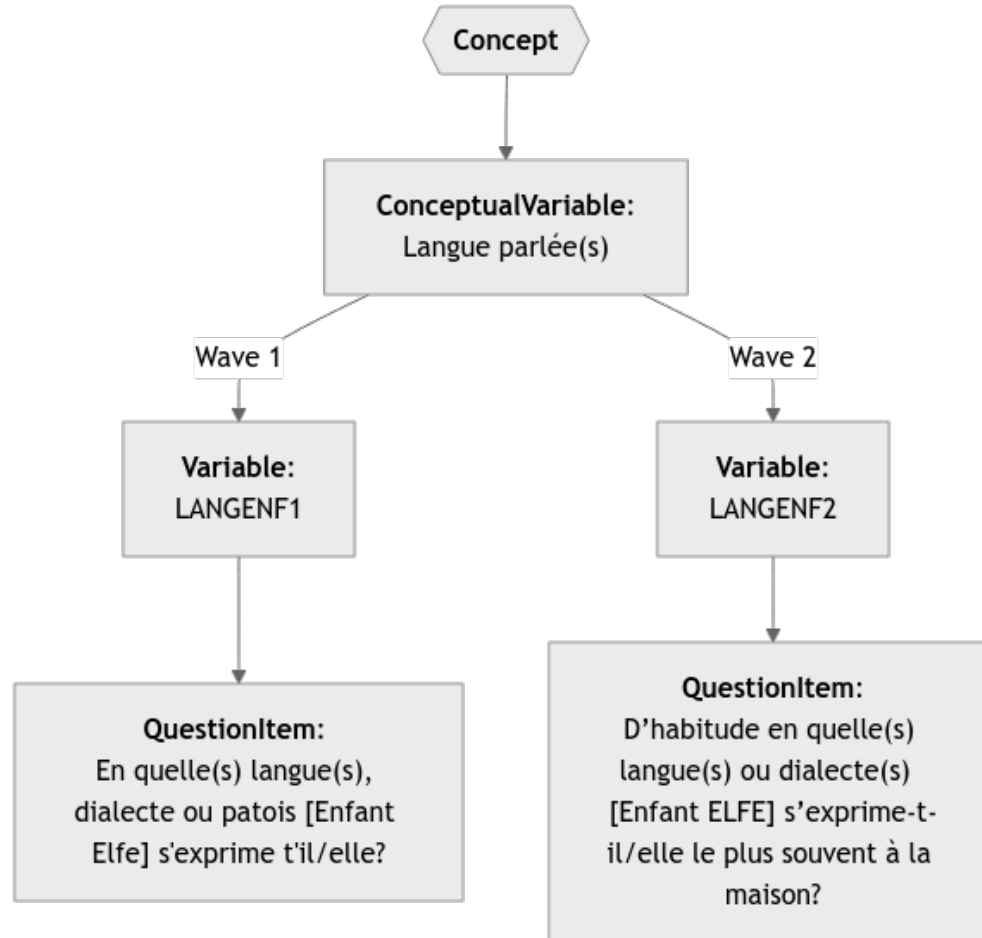 Concept
ConceptualVariable:
Langue parlée(s)
Wave 1
Wave 2
Variable:
LANGENF1
Variable:
LANGENF2
QuestionItem:
En quelle(s) langue(s),
dialecte ou patois [Enfant
Elfe] s'exprime t'il/elle?
QuestionItem:
D’habitude en quelle(s)
langue(s) ou dialecte(s)
[Enfant ELFE] s’exprime-t-
il/elle le plus souvent à la
maison?